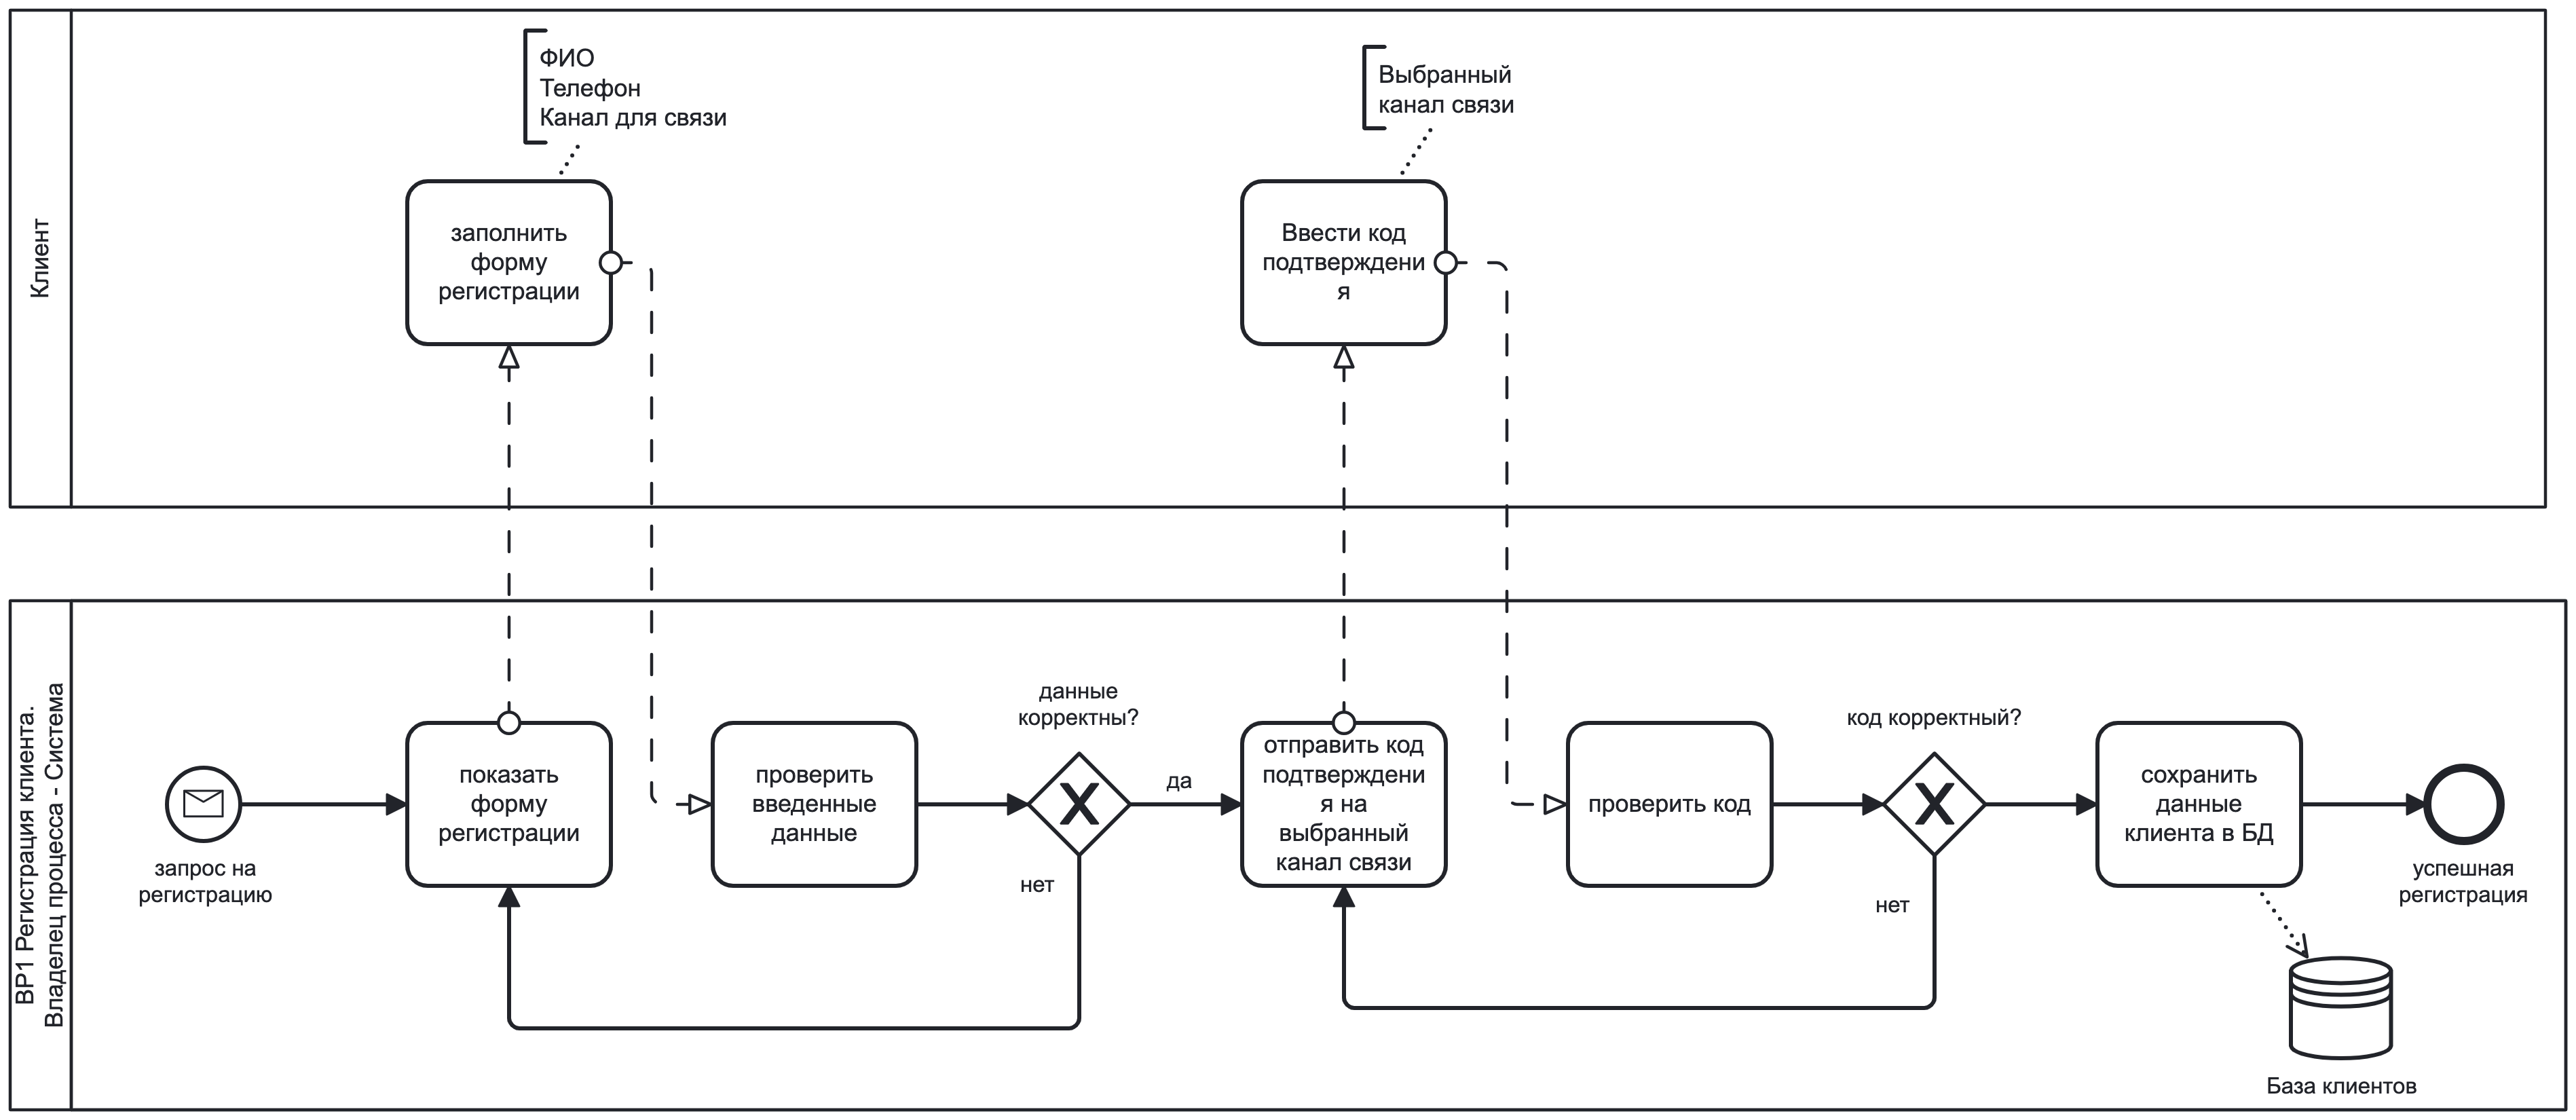 Клиент
ФИО
Телефон
Канал для связи
Выбранный
канал связи
заполнить
форму
регистрации
Ввести код
подтверждени
я
BP1 Регистрация клиента.
Владелец процесса - Система
запрос на
регистрацию
показать
форму
регистрации
проверить
введенные
данные
данные
корректны?
да
нет
отправить код
подтверждени
я на
выбранный
канал связи
проверить код
код корректный?
нет
сохранить
данные
клиента в БД
успешная
регистрация
База клиентов